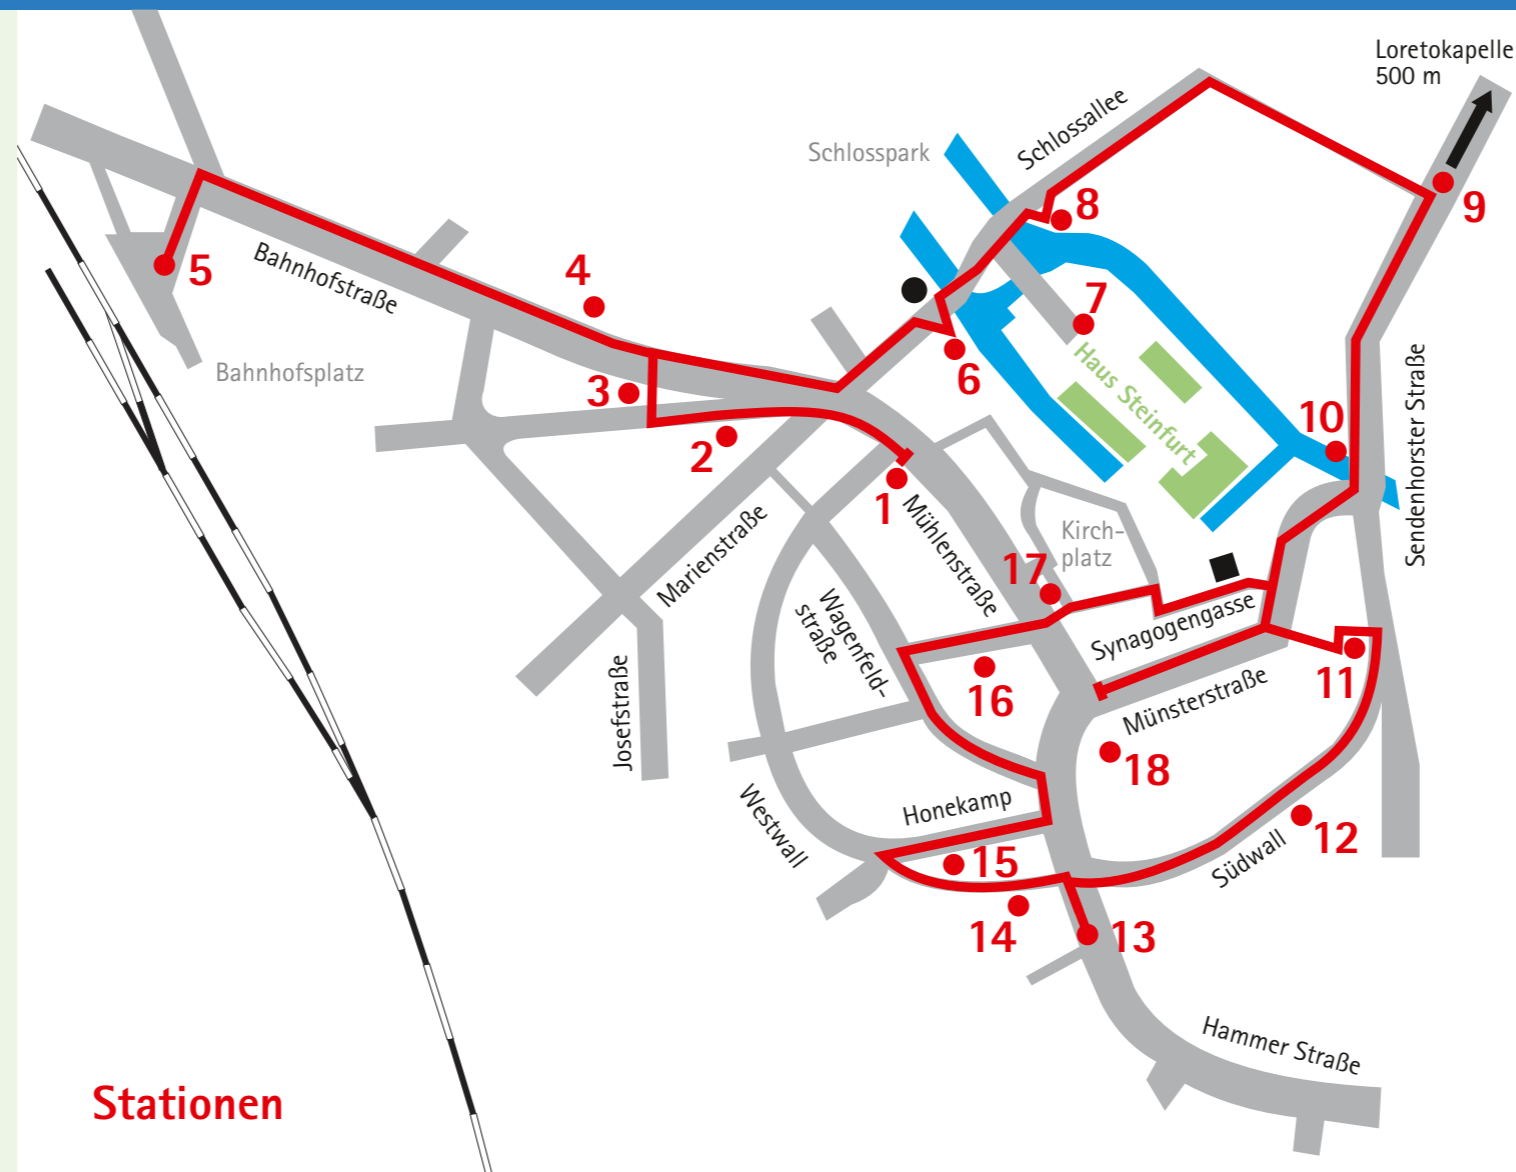 Loretokapelle
500 m
Schlossallee
Schlosspark
8
9
5
Bahnhofstraße
4
7
6
Haus Steinfurt
Bahnhofsplatz
3
2
10
Sendenhorster Straße
1
Mühlenstraße
Marienstraße
Kirch-
platz
17
Wagenfeld-
straße
Synagogengasse
16
11
Josefstraße
Münsterstraße
18
Westwall
Honekamp
12
15
Südwall
14
13
Hammer Straße
Stationen